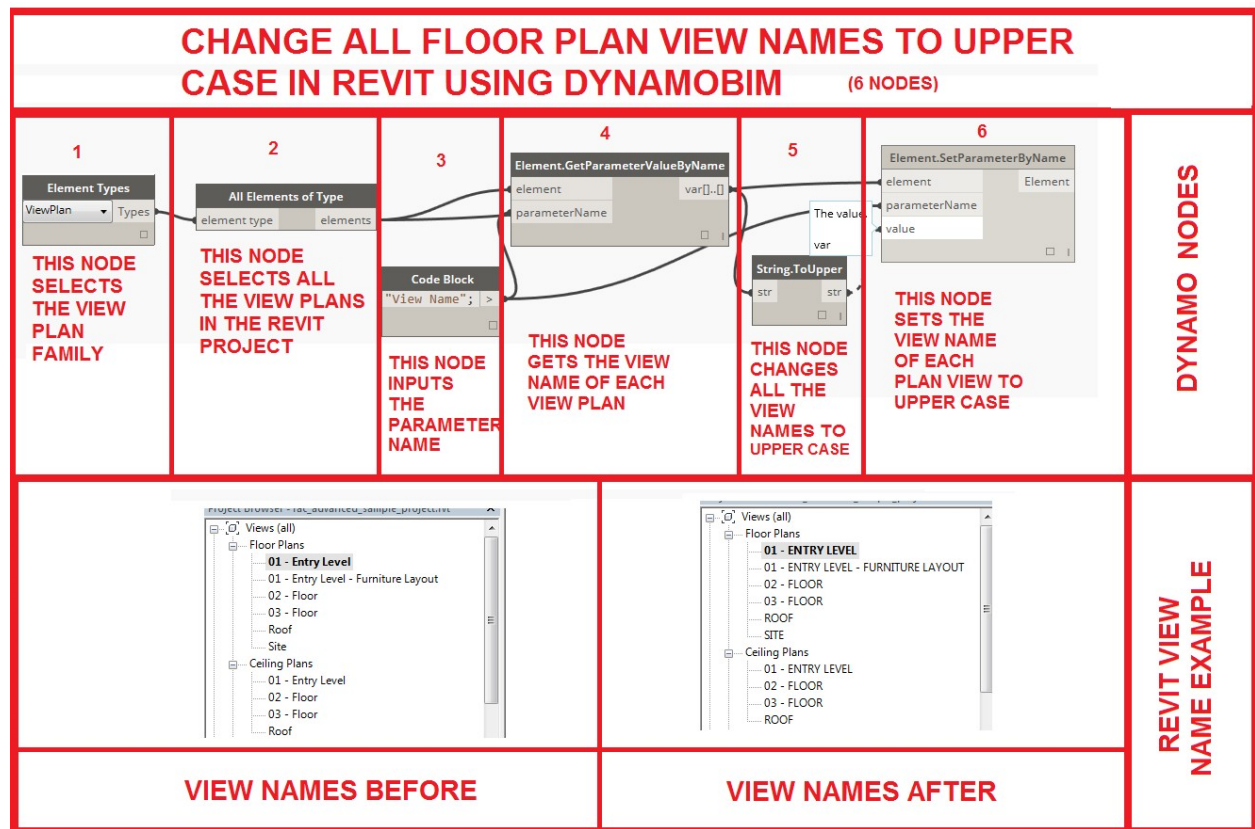 CHANGE ALL FLOOR PLAN VIEW NAMES TO UPPER
CASE IN REVIT USING DYNAMOBIM (6 NODES)
1
Element Types
ViewPlan Types
THIS NODE
SELECTS
THE VIEW
PLAN
FAMILY
2
All Elements of Type
element type elements
THIS NODE
SELECTS ALL
THE VIEW PLANS
IN THE REVIT
PROJECT
3
Code Block
"View Name"; >
THIS NODE
INPUTS
THE
PARAMETER
NAME
4
Element.GetParameterValueByName
element var[]..[]
parameterName
THIS NODE
GETS THE VIEW
NAME OF EACH
VIEW PLAN
5
String.ToUpper
str str
THIS NODE
CHANGES
ALL THE
VIEW
NAMES TO
UPPER CASE
6
Element.SetParameterByName
element Element
parameterName
value
The value.
var
THIS NODE
SETS THE
VIEW NAME
OF EACH
PLAN VIEW TO
UPPER CASE
DYNAMO NODES
Project Browser - rac_advanced_sample_project.rvt
Views (all)
Floor Plans
01 - Entry Level
01 - Entry Level - Furniture Layout
02 - Floor
03 - Floor
Roof
Site
Ceiling Plans
01 - Entry Level
02 - Floor
03 - Floor
Roof
Views (all)
Floor Plans
01 - ENTRY LEVEL
01 - ENTRY LEVEL - FURNITURE LAYOUT
02 - FLOOR
03 - FLOOR
ROOF
SITE
Ceiling Plans
01 - ENTRY LEVEL
02 - FLOOR
03 - FLOOR
ROOF
REVIT VIEW
NAME EXAMPLE
VIEW NAMES BEFORE
VIEW NAMES AFTER